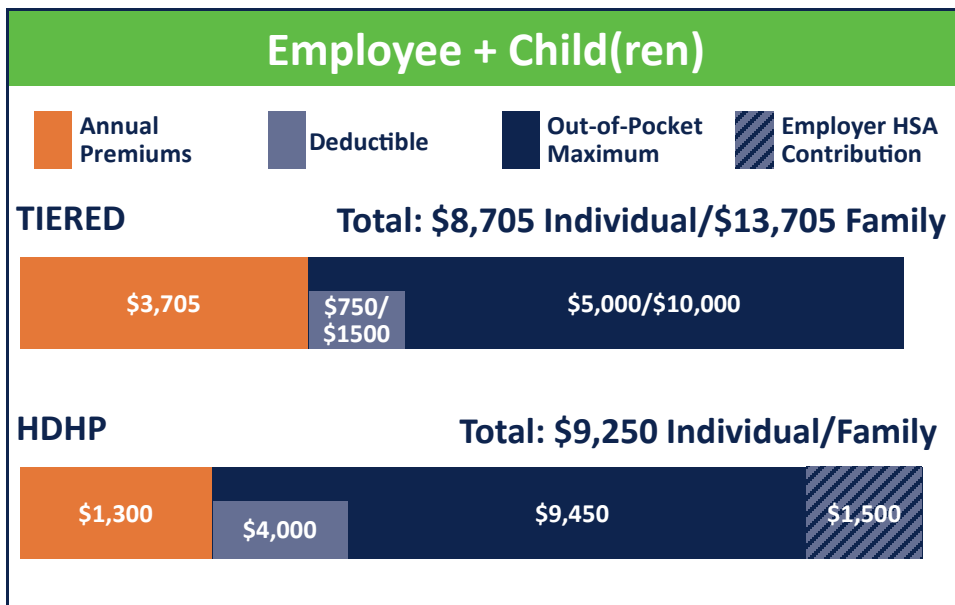 Employee + Child(ren)
Annual
Premiums
Deductible
Out-of-Pocket
Maximum
Employer HSA
Contribution
TIERED
Total: $8,705 Individual/$13,705 Family
$3,705
$750/
$1500
$5,000/$10,000
HDHP
Total: $9,250 Individual/Family
$1,300
$4,000
$9,450
$1,500